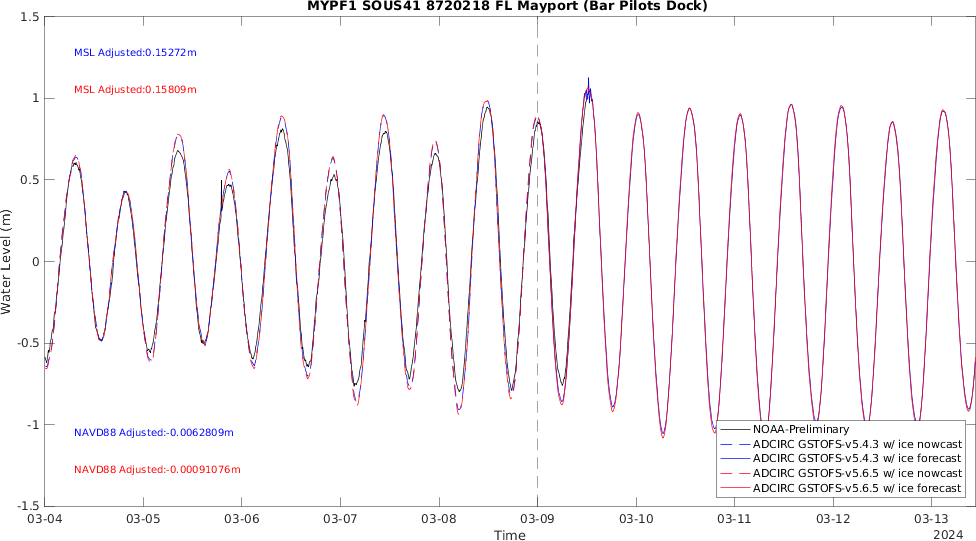 MYPF1 SOUS41 8720218 FL Mayport (Bar Pilots Dock)
1.5
1
0.5
0
-0.5
-1
-1.5
Water Level (m)
MSL Adjusted:0.15272m
MSL Adjusted:0.15809m
NAVD88 Adjusted:-0.0062809m
NAVD88 Adjusted:-0.00091076m
NOAA-Preliminary
ADCIRC GSTOFS-v5.4.3 w/ ice nowcast
ADCIRC GSTOFS-v5.4.3 w/ ice forecast
ADCIRC GSTOFS-v5.6.5 w/ ice nowcast
ADCIRC GSTOFS-v5.6.5 w/ ice forecast
03-04 03-05 03-06 03-07 03-08 03-09 03-10 03-11 03-12 03-13
Time
2024